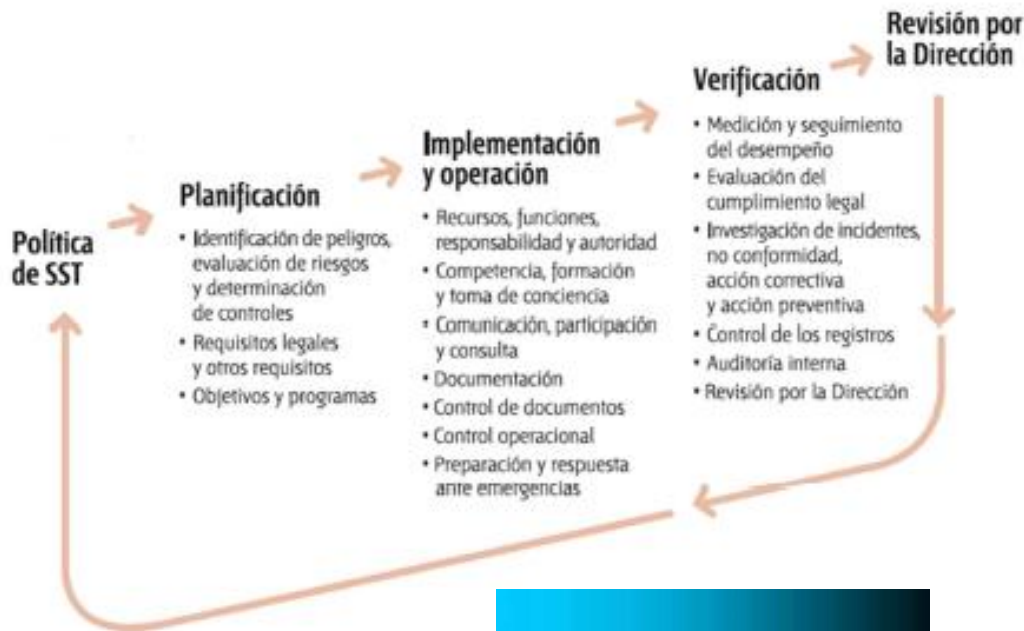 Política
de SST
Planificación
• Identificación de peligros,
evaluación de riesgos
y determinación
de controles
• Requisitos legales
y otros requisitos
• Objetivos y programas
Implementación
y operación
• Recursos, funciones,
responsabilidad y autoridad
• Competencia, formación
y toma de conciencia
• Comunicación, participación
y consulta
• Documentación
• Control de documentos
• Control operacional
• Preparación y respuesta
ante emergencias
Verificación
• Medición y seguimiento
del desempeño
• Evaluación del
cumplimiento legal
• Investigación de incidentes,
no conformidad,
acción correctiva
y acción preventiva
• Control de los registros
• Auditoría interna
• Revisión por la Dirección
Revisión por
la Dirección